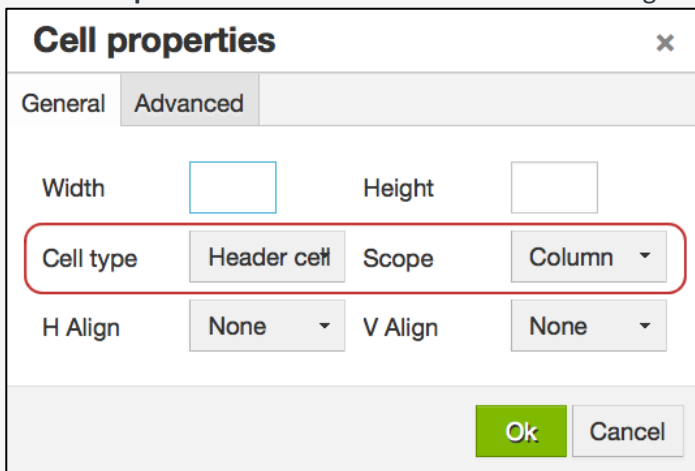 Cell properties ×
General Advanced
Width Height
Cell type Header cell Scope Column
H Align None V Align None
Ok Cancel